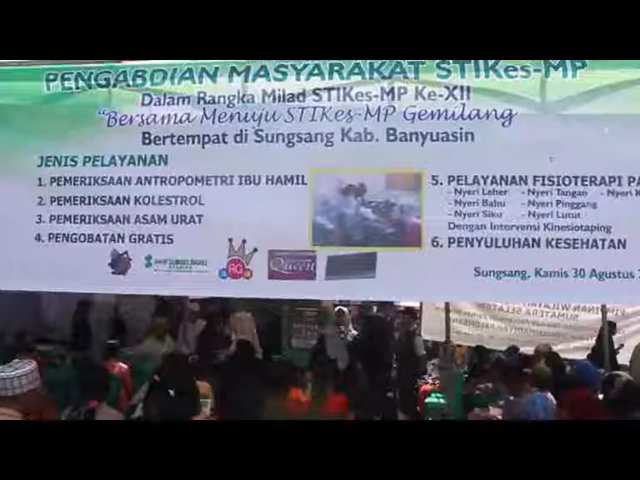 PENGABDIAN MASYARAKAT STIKes-MP
Dalam Rangka Milad STIKes-MP Ke-XII
"Bersama Menuju STIKes-MP Gemilang
Bertempat di Sungsang Kab. Banyuasin
JENIS PELAYANAN
1. PEMERIKSAAN ANTROPOMETRI IBU HAMIL
2. PEMERIKSAAN KOLESTROL
3. PEMERIKSAAN ASAM URAT
4. PENGOBATAN GRATIS
5. PELAYANAN FISIOTERAPI PA
- Nyeri Leher - Nyeri Tangan - Nyeri K
- Nyeri Bahu - Nyeri Pinggang
- Nyeri Siku - Nyeri Lutut
Dengan Intervensi Kinesiotaping
6. PENYULUHAN KESEHATAN
RG
Queen
Sungsang, Kamis 30 Agustus